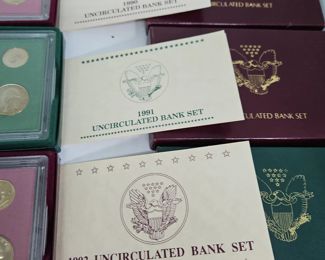 1990
UNCIRCULATED BANK SET
1991
UNCIRCULATED BANK SET
UNCIRCULATED BANK SET
UNCIRCULATED BANK SET